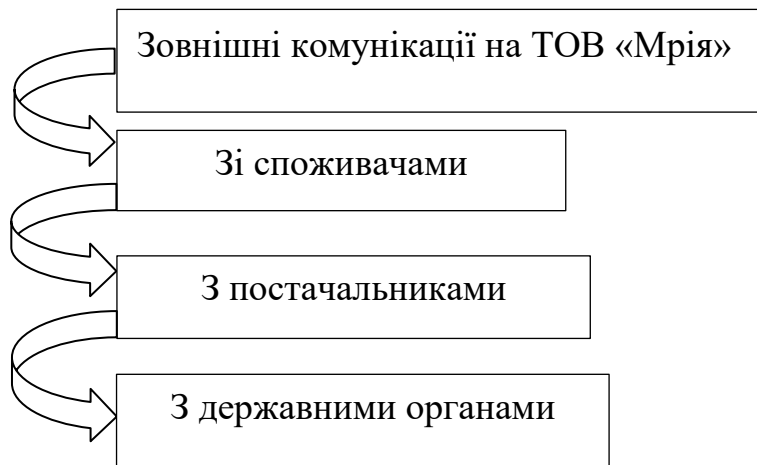 Зовнішні комунікації на ТОВ «Мрія»
Зі споживачами
З постачальниками
З державними органами